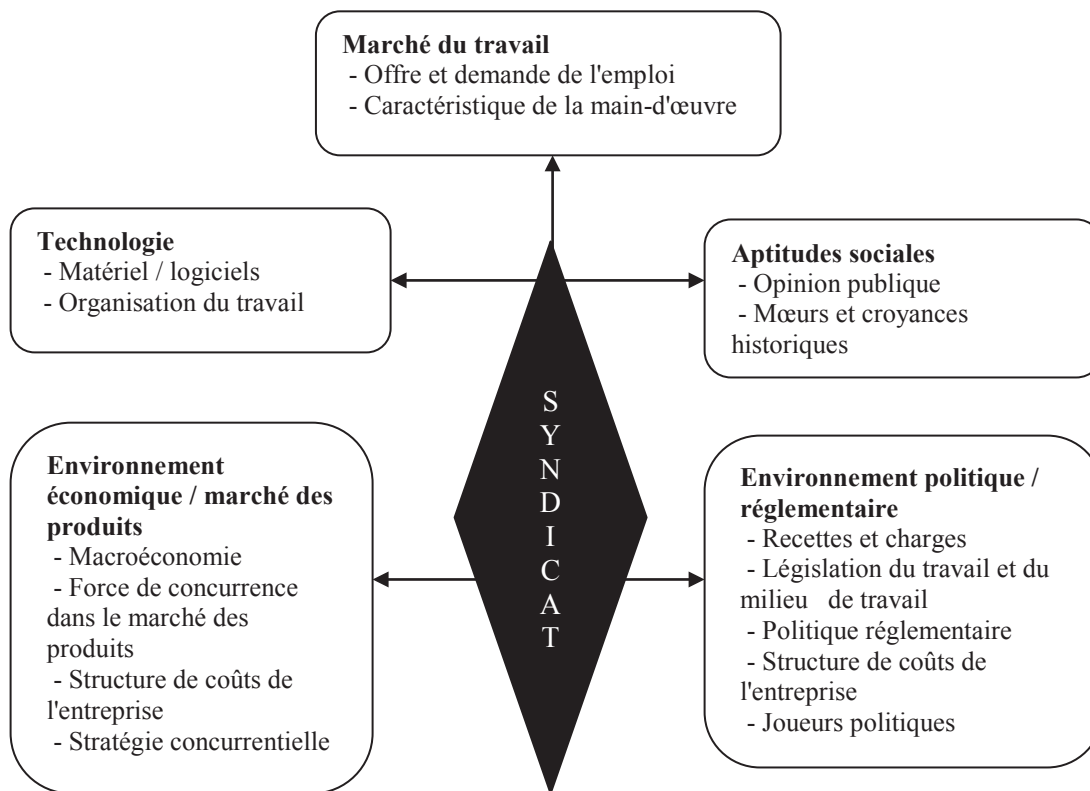 Marché du travail
- Offre et demande de l'emploi
- Caractéristique de la main-d'œuvre
Technologie
- Matériel / logiciels
- Organisation du travail
Aptitudes sociales
- Opinion publique
- Mœurs et croyances
historiques
SYNDICAT
Environnement
économique / marché des
produits
- Macroéconomie
- Force de concurrence
dans le marché des
produits
- Structure de coûts de
l'entreprise
- Stratégie concurrentielle
Environnement politique /
réglementaire
- Recettes et charges
- Législation du travail et du
milieu de travail
- Politique réglementaire
- Structure de coûts de
l'entreprise
- Joueurs politiques